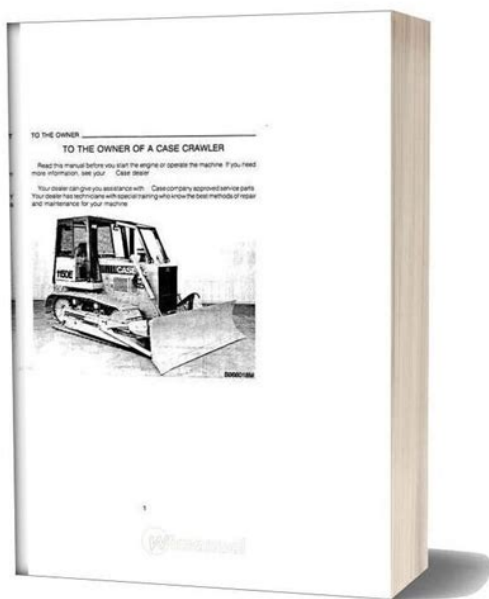 TO THE OWNER
TO THE OWNER OF A CASE CRAWLER
Read this manual before you start the engine or operate the machine. If you need
more information, see your Case dealer
Your dealer can give you assistance with Case company approved service parts
Your dealer has technicians with special training who know the best methods of repair
and maintenance for your machine
1150E
CASE
1